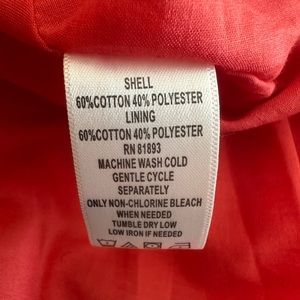 SHELL
60%COTTON 40% POLYESTER
LINING
60%COTTON 40% POLYESTER
RN 81893
MACHINE WASH COLD
GENTLE CYCLE
SEPARATELY
ONLY NON-CHLORINE BLEACH
WHEN NEEDED
TUMBLE DRY LOW
LOW IRON IF NEEDED